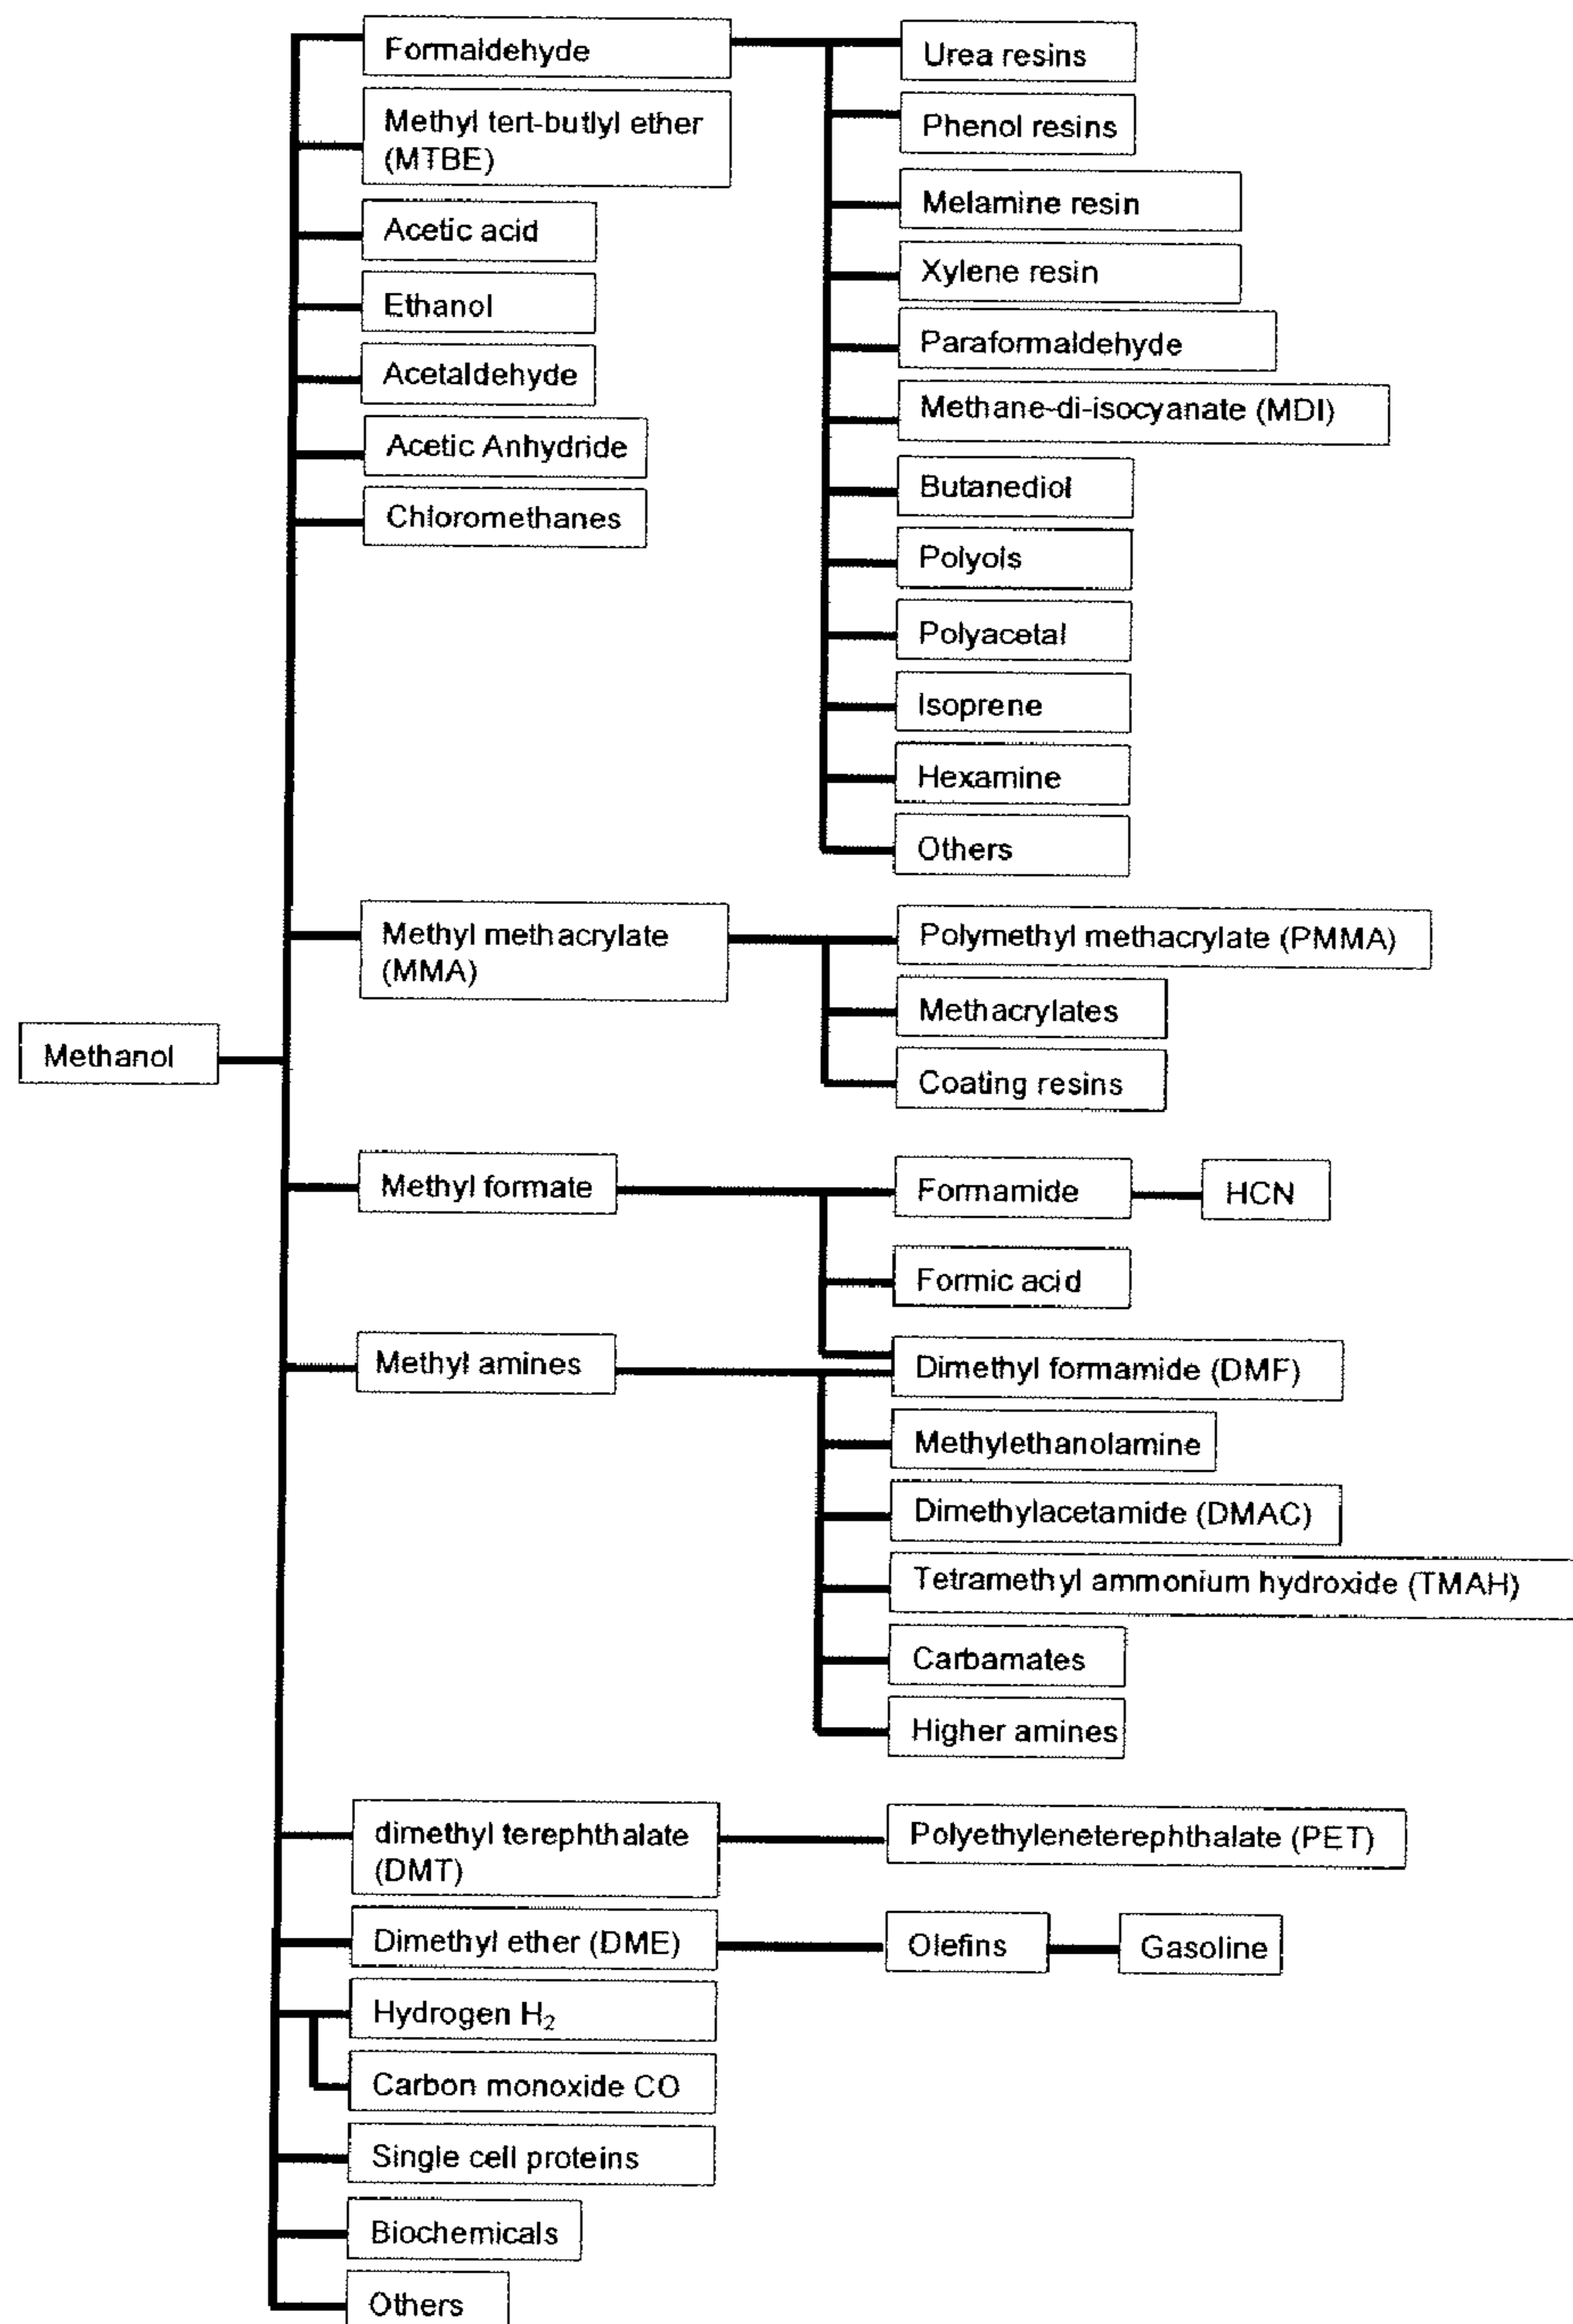 Formaldehyde
Methyl tert-butlyl ether
(MTBE)
Acetic acid
Ethanol
Acetaldehyde
Acetic Anhydride
Chloromethanes
Urea resins
Phenol resins
Melamine resin
Xylene resin
Paraformaldehyde
Methane-di-isocyanate (MDI)
Butanediol
Polyols
Polyacetal
Isoprene
Hexamine
Others
Methyl methacrylate
(MMA)
Polymethyl methacrylate (PMMA)
Methacrylates
Coating resins
Methanol
Methyl formate
Formamide
HCN
Formic acid
Methyl amines
Dimethyl formamide (DMF)
Methylethanolamine
Dimethylacetamide (DMAC)
Tetramethyl ammonium hydroxide (TMAH)
Carbamates
Higher amines
dimethyl terephthalate
(DMT)
Polyethyleneterephthalate (PET)
Dimethyl ether (DME)
Olefins
Gasoline
Hydrogen H₂
Carbon monoxide CO
Single cell proteins
Biochemicals
Others